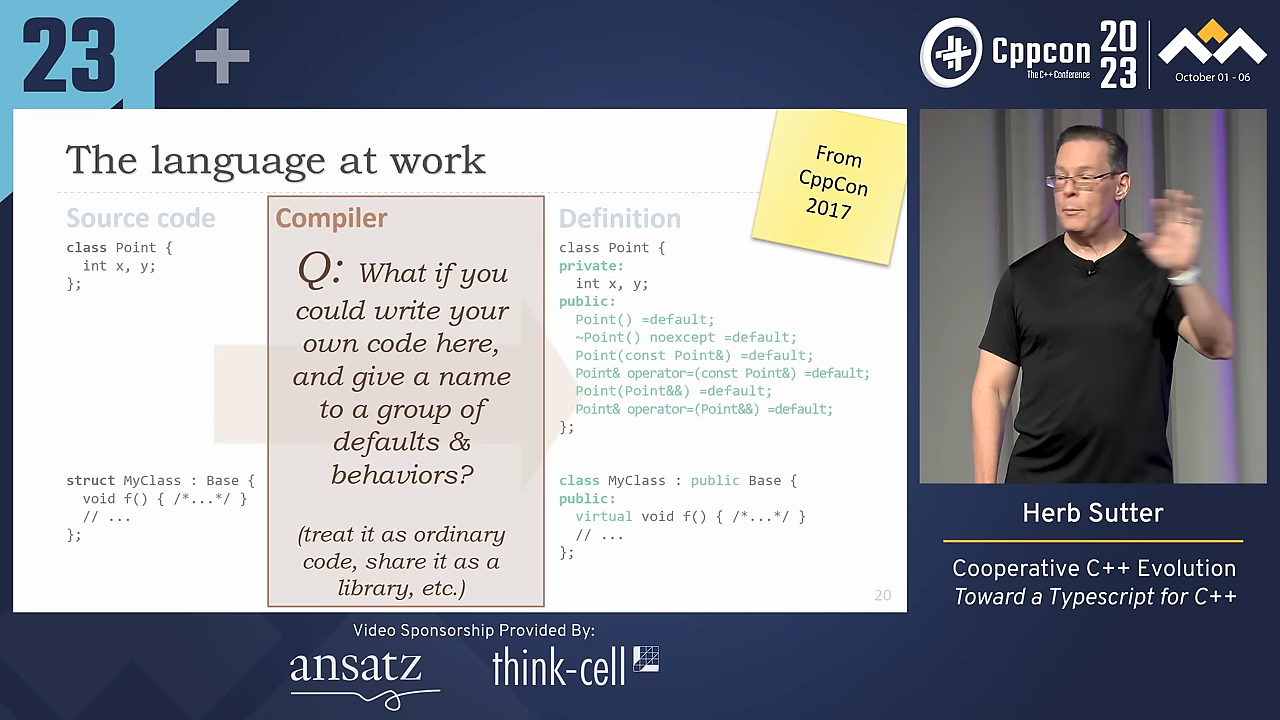 23
Cppcon
The C++ Conference
20
23
October 01 - 06
The language at work
From
CppCon
2017
Source code
class Point {
int x, y;
};
struct MyClass : Base {
void f() { /*...*/ }
// ...
};
Compiler
Q: What if you
could write your
own code here,
and give a name
to a group of
defaults &
behaviors?
(treat it as ordinary
code, share it as a
library, etc.)
Definition
class Point {
private:
int x, y;
public:
Point() =default;
~Point() noexcept =default;
Point(const Point&) =default;
Point& operator=(const Point&) =default;
Point(Point&&) =default;
Point& operator=(Point&&) =default;
};
class MyClass : public Base {
public:
virtual void f() { /*...*/ }
// ...
};
20
Herb Sutter
Cooperative C++ Evolution
Toward a Typescript for C++
Video Sponsorship Provided By:
ansatz
think-cell